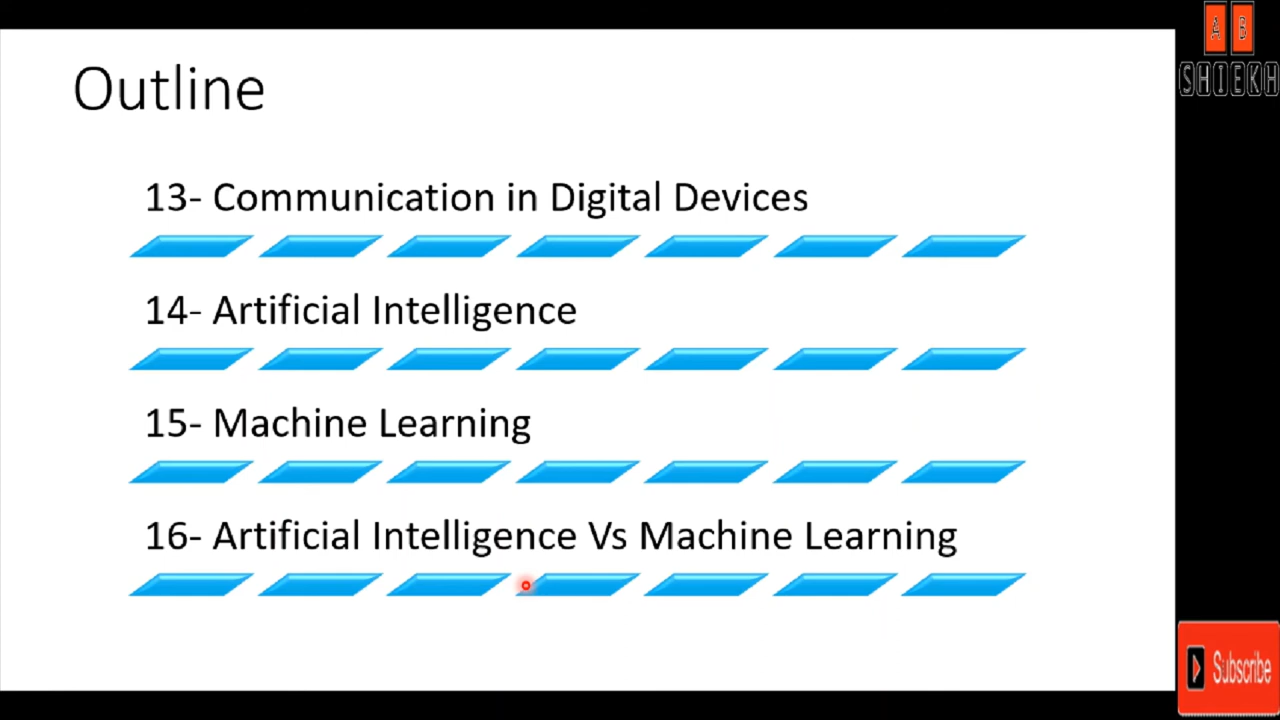 A B
SHIEKH
Outline
13- Communication in Digital Devices
14- Artificial Intelligence
15- Machine Learning
16- Artificial Intelligence Vs Machine Learning
Subscribe